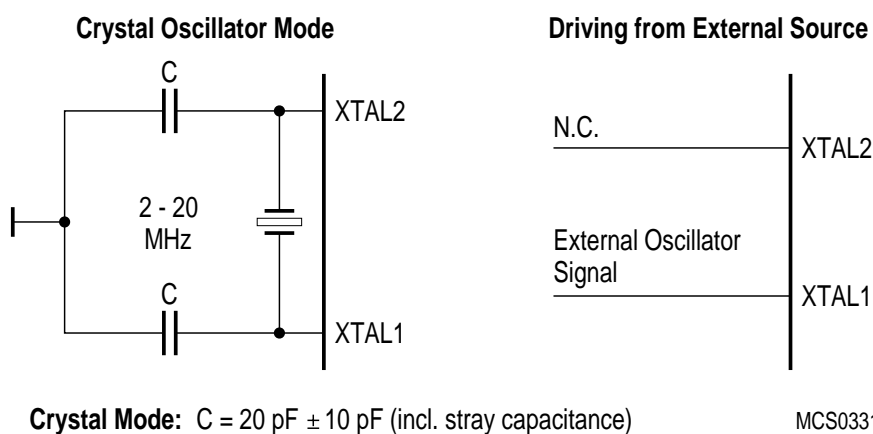 Crystal Oscillator Mode
Driving from External Source
C
XTAL2
2 - 20
MHz
C
XTAL1
N.C.
XTAL2
External Oscillator
Signal
XTAL1
Crystal Mode: C = 20 pF ± 10 pF (incl. stray capacitance)
MCS0331